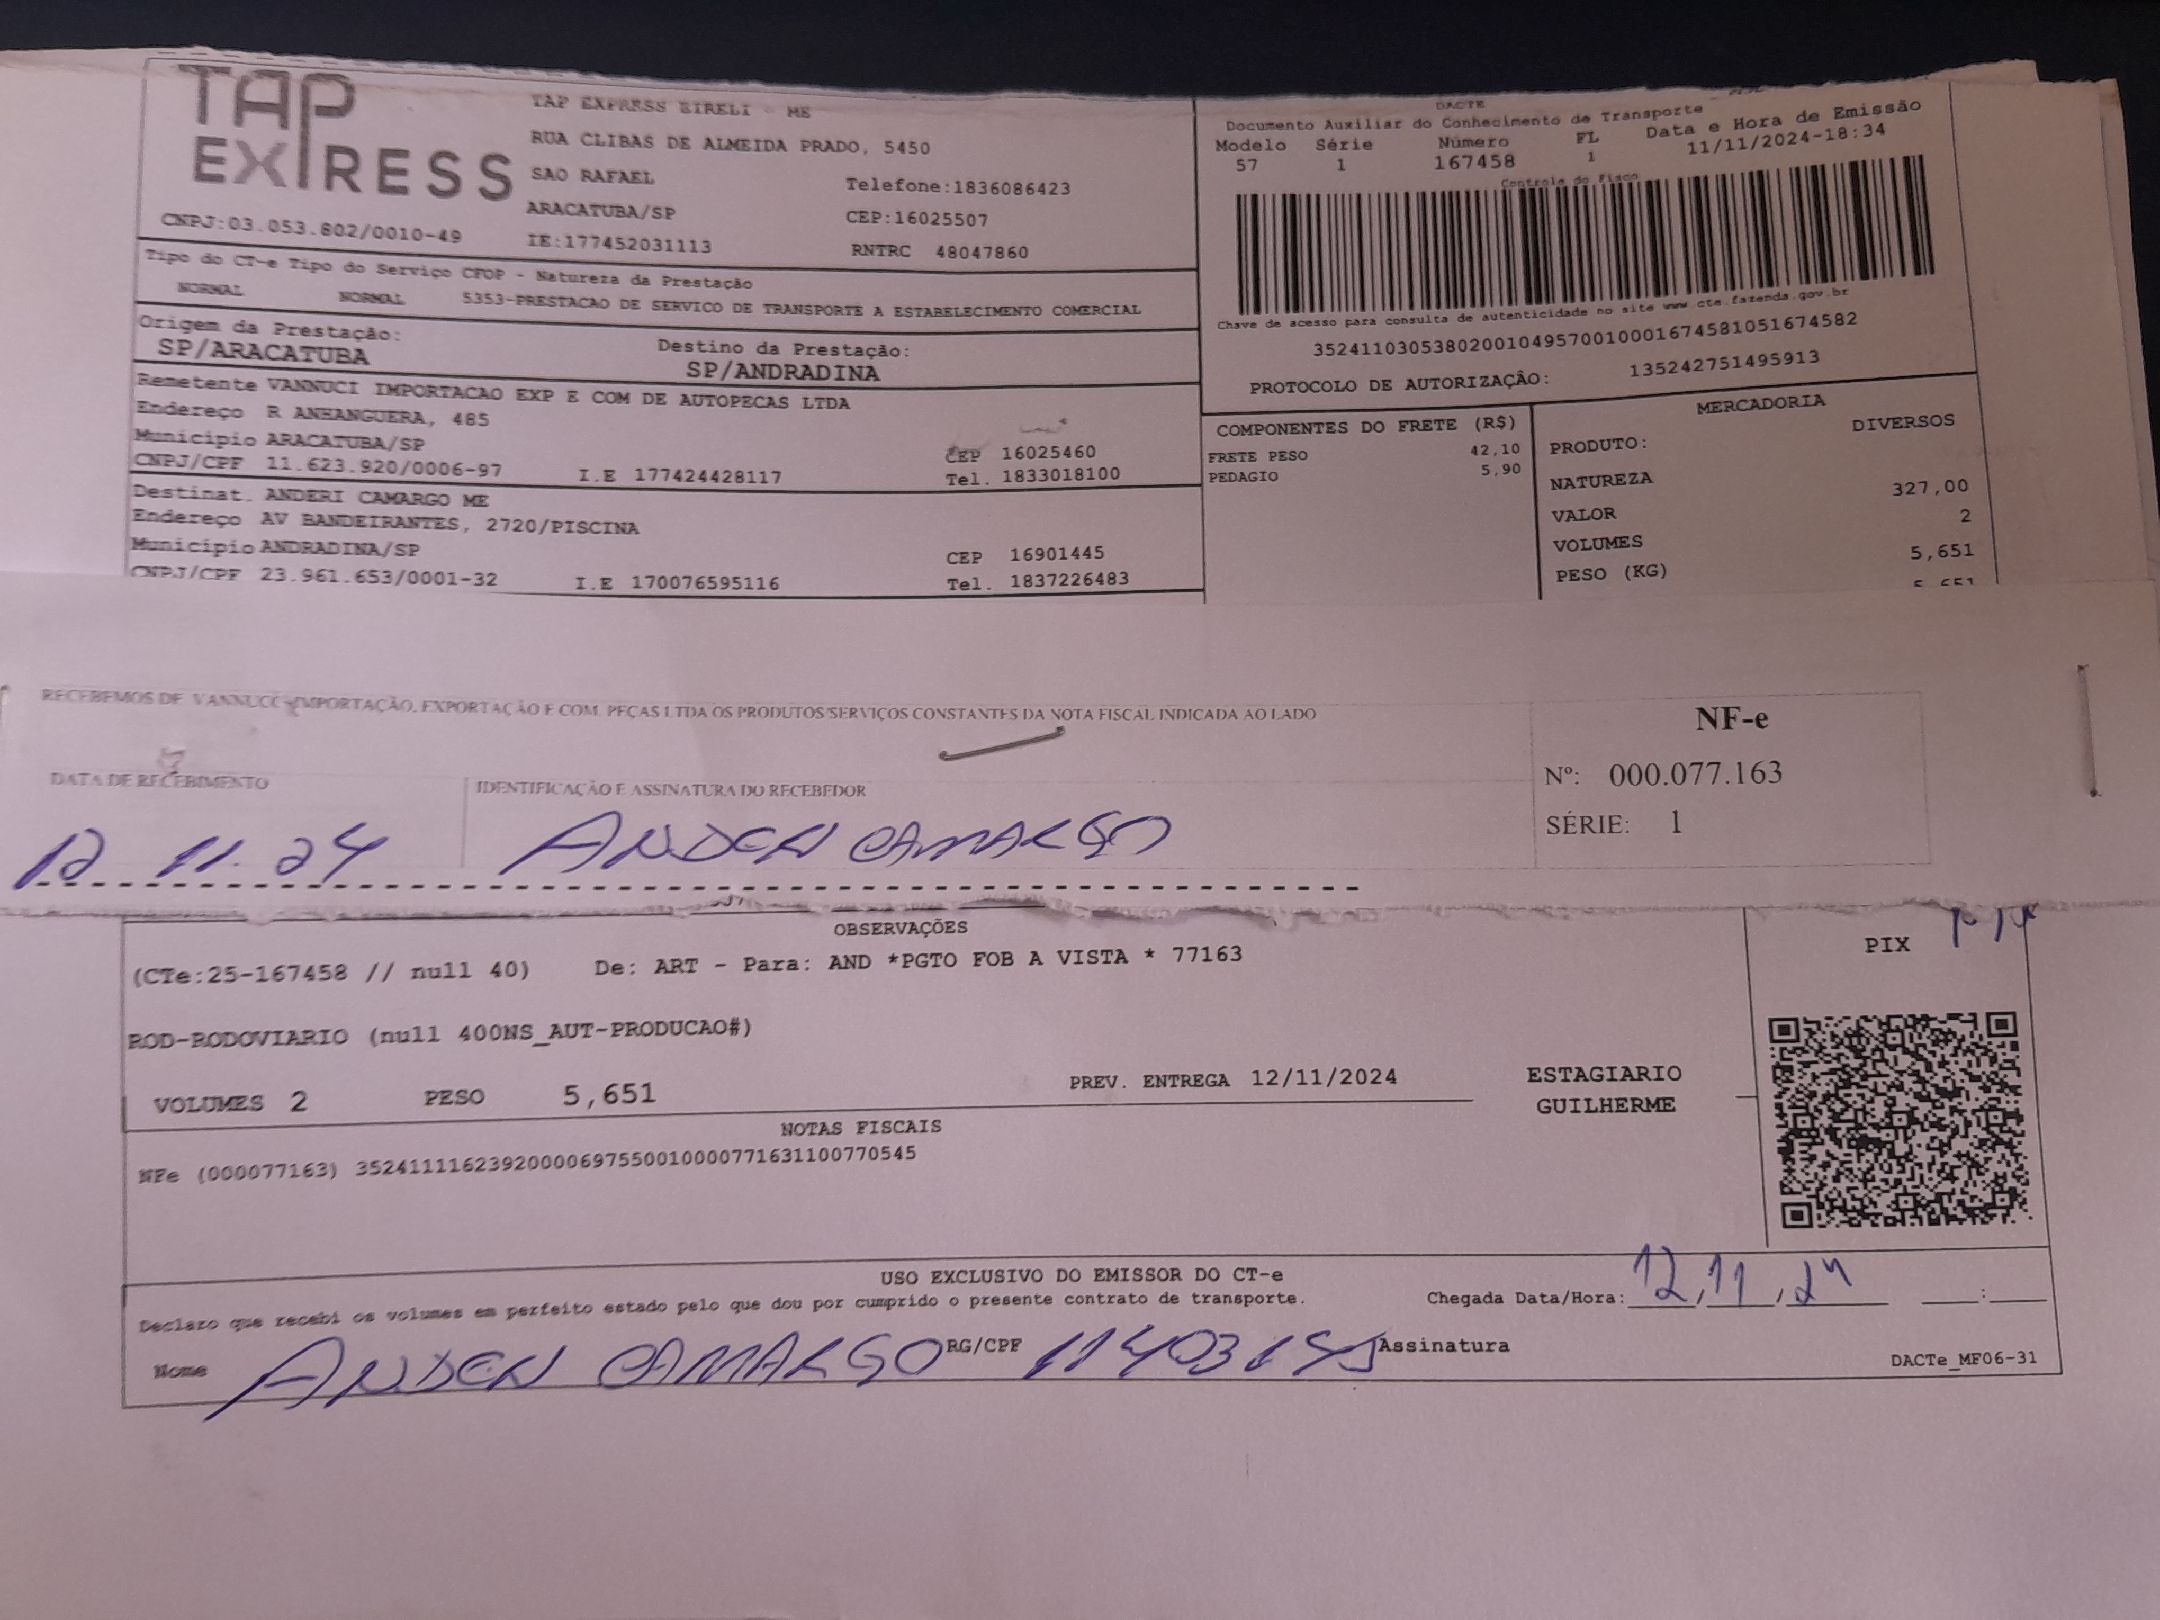 TAP EXPRESS
TAP EXPRESS EIRELI - ME
RUA CLIBAS DE ALMEIDA PRADO, 5450
SAO RAFAEL Telefone:1836086423
ARACATUBA/SP CEP:16025507
CNPJ:03.053.802/0010-49 IE:177452031113 RNTRC 48047860
Tipo do CT-e Tipo do Serviço CFOP - Natureza da Prestação
NORMAL NORMAL 5353-PRESTACAO DE SERVICO DE TRANSPORTE A ESTABELECIMENTO COMERCIAL
Origem da Prestação: Destino da Prestação:
SP/ARACATUBA SP/ANDRADINA
Remetente VANNUCI IMPORTACAO EXP E COM DE AUTOPECAS LTDA
Endereço R ANHANGUERA, 485
Município ARACATUBA/SP CEP 16025460
CNPJ/CPF 11.623.920/0006-97 I.E 177424428117 Tel. 1833018100
Destinat. ANDERI CAMARGO ME
Endereço AV BANDEIRANTES, 2720/PISCINA
Município ANDRADINA/SP CEP 16901445
CNPJ/CPF 23.961.653/0001-32 I.E 170076595116 Tel. 1837226483
DACTE
Documento Auxiliar do Conhecimento de Transporte
Modelo Série Número FL Data e Hora de Emissão
57 1 167458 1 11/11/2024-18:34
Controle do Fisco
Chave de acesso para consulta de autenticidade no site www.cte.fazenda.gov.br
35241103053802001049570010001674581051674582
PROTOCOLO DE AUTORIZAÇÃO: 135242751495913
COMPONENTES DO FRETE (R$)
FRETE PESO 42,10
PEDAGIO 5,90
MERCADORIA
PRODUTO: DIVERSOS
NATUREZA
VALOR 327,00
VOLUMES 2
PESO (KG) 5,651
5,651
RECEBEMOS DE VANNUCCI IMPORTAÇÃO, EXPORTAÇÃO E COM. PEÇAS LTDA OS PRODUTOS/SERVIÇOS CONSTANTES DA NOTA FISCAL INDICADA AO LADO
DATA DE RECEBIMENTO IDENTIFICAÇÃO E ASSINATURA DO RECEBEDOR
12 11.24 ANDERI CAMARGO
NF-e
Nº: 000.077.163
SÉRIE: 1
OBSERVAÇÕES
(CTe:25-167458 // null 40) De: ART - Para: AND *PGTO FOB A VISTA * 77163
ROD-RODOVIARIO (null 400NS_AUT-PRODUCAO#)
VOLUMES 2 PESO 5,651 PREV. ENTREGA 12/11/2024
ESTAGIARIO
GUILHERME
PIX
NOTAS FISCAIS
NFe (000077163) 35241111623920000697550010000771631100770545
USO EXCLUSIVO DO EMISSOR DO CT-e
Declaro que recebi os volumes em perfeito estado pelo que dou por cumprido o presente contrato de transporte.
Chegada Data/Hora: 12,11,24 :
Nome ANDERI CAMARGO RG/CPF Assinatura
DACTe_MF06-31